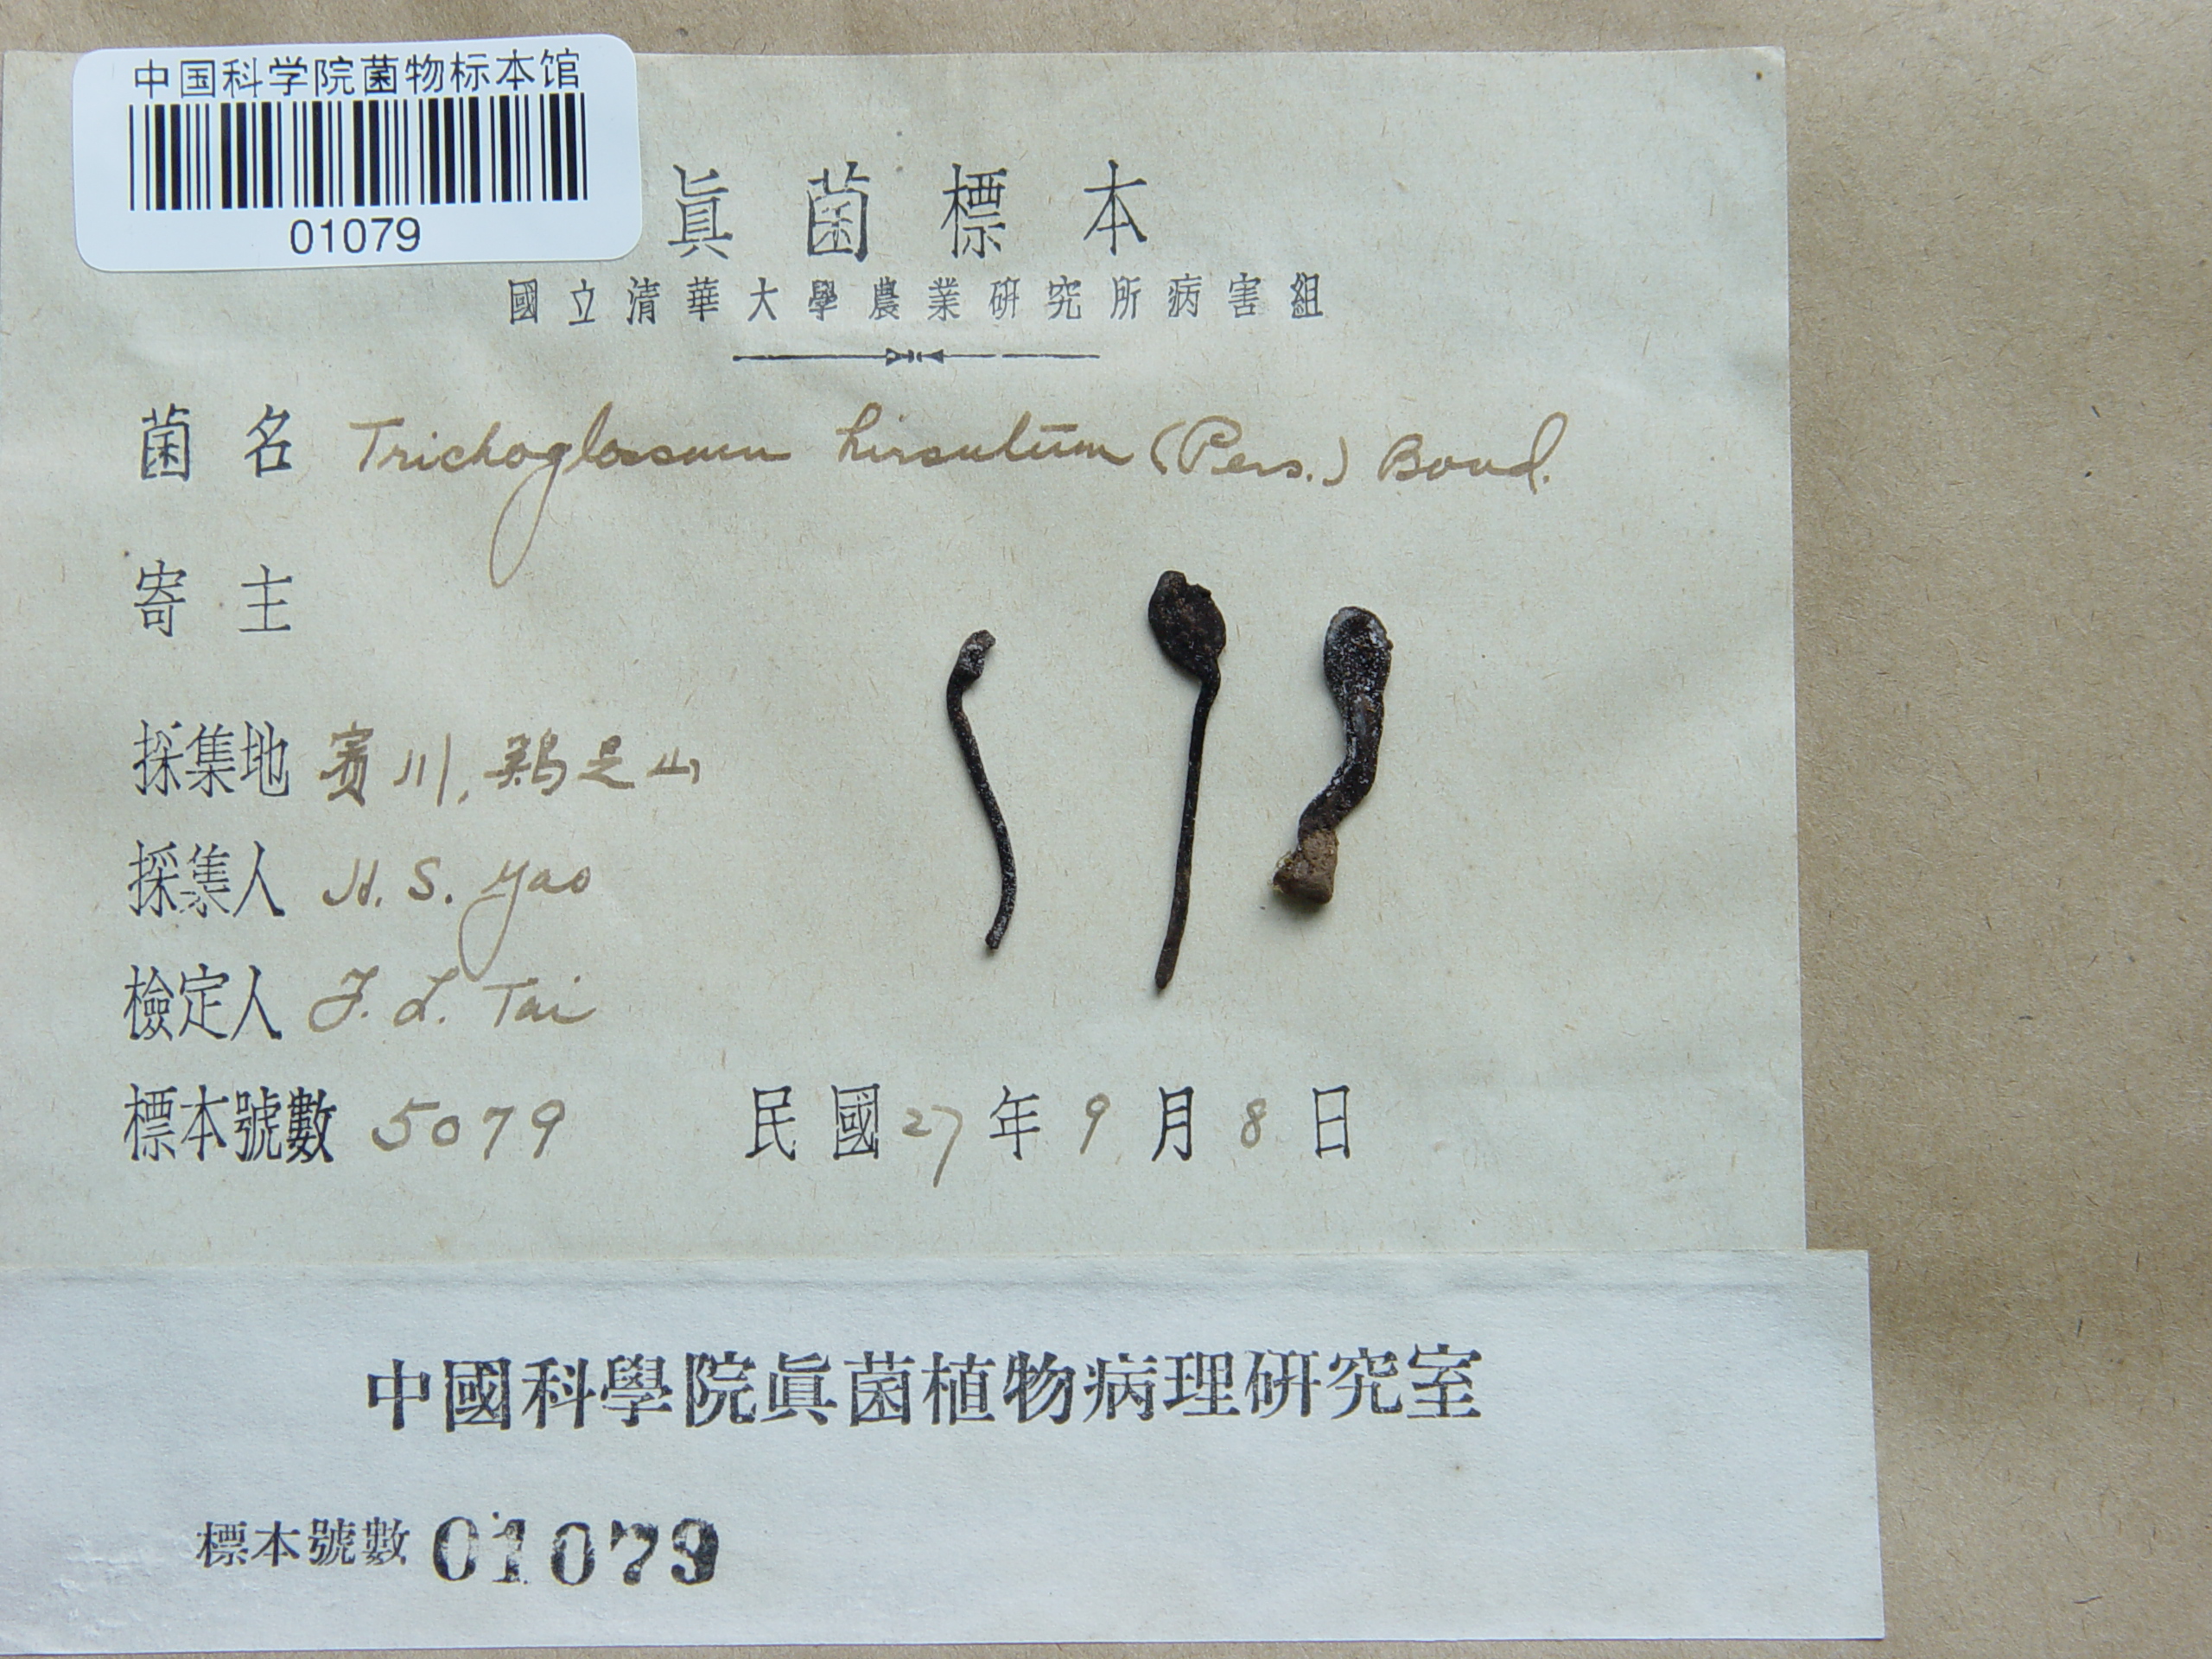 中国科学院菌物标本馆
01079
眞菌標本
國立清華大學農業研究所病害組
菌名 Trichoglossum hirsutum (Pers.) Boud.
寄主
採集地 賓川,鷄足山
採集人 H. S. Yao
檢定人 F. L. Tai
標本號數 5079 民國27年9月8日
中國科學院眞菌植物病理研究室
標本號數 01079